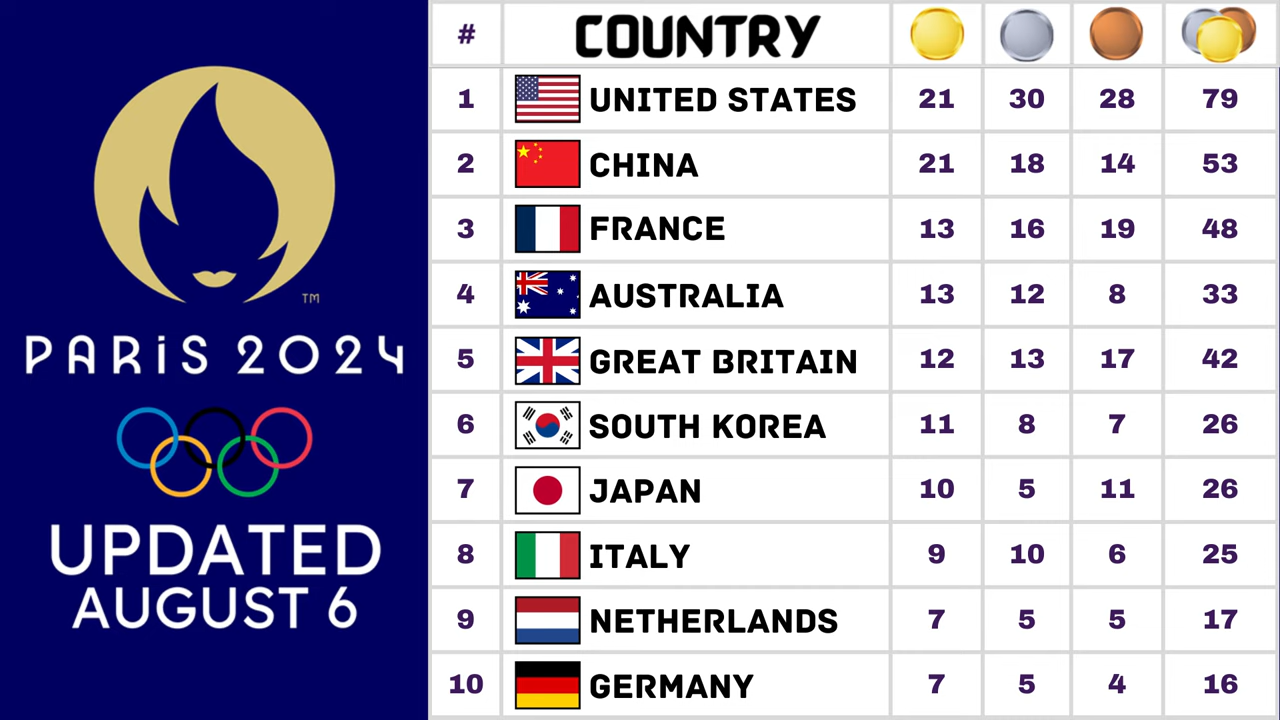 PARIS 2024
TM
UPDATED
AUGUST 6
# COUNTRY
1 UNITED STATES 21 30 28 79
2 CHINA 21 18 14 53
3 FRANCE 13 16 19 48
4 AUSTRALIA 13 12 8 33
5 GREAT BRITAIN 12 13 17 42
6 SOUTH KOREA 11 8 7 26
7 JAPAN 10 5 11 26
8 ITALY 9 10 6 25
9 NETHERLANDS 7 5 5 17
10 GERMANY 7 5 4 16